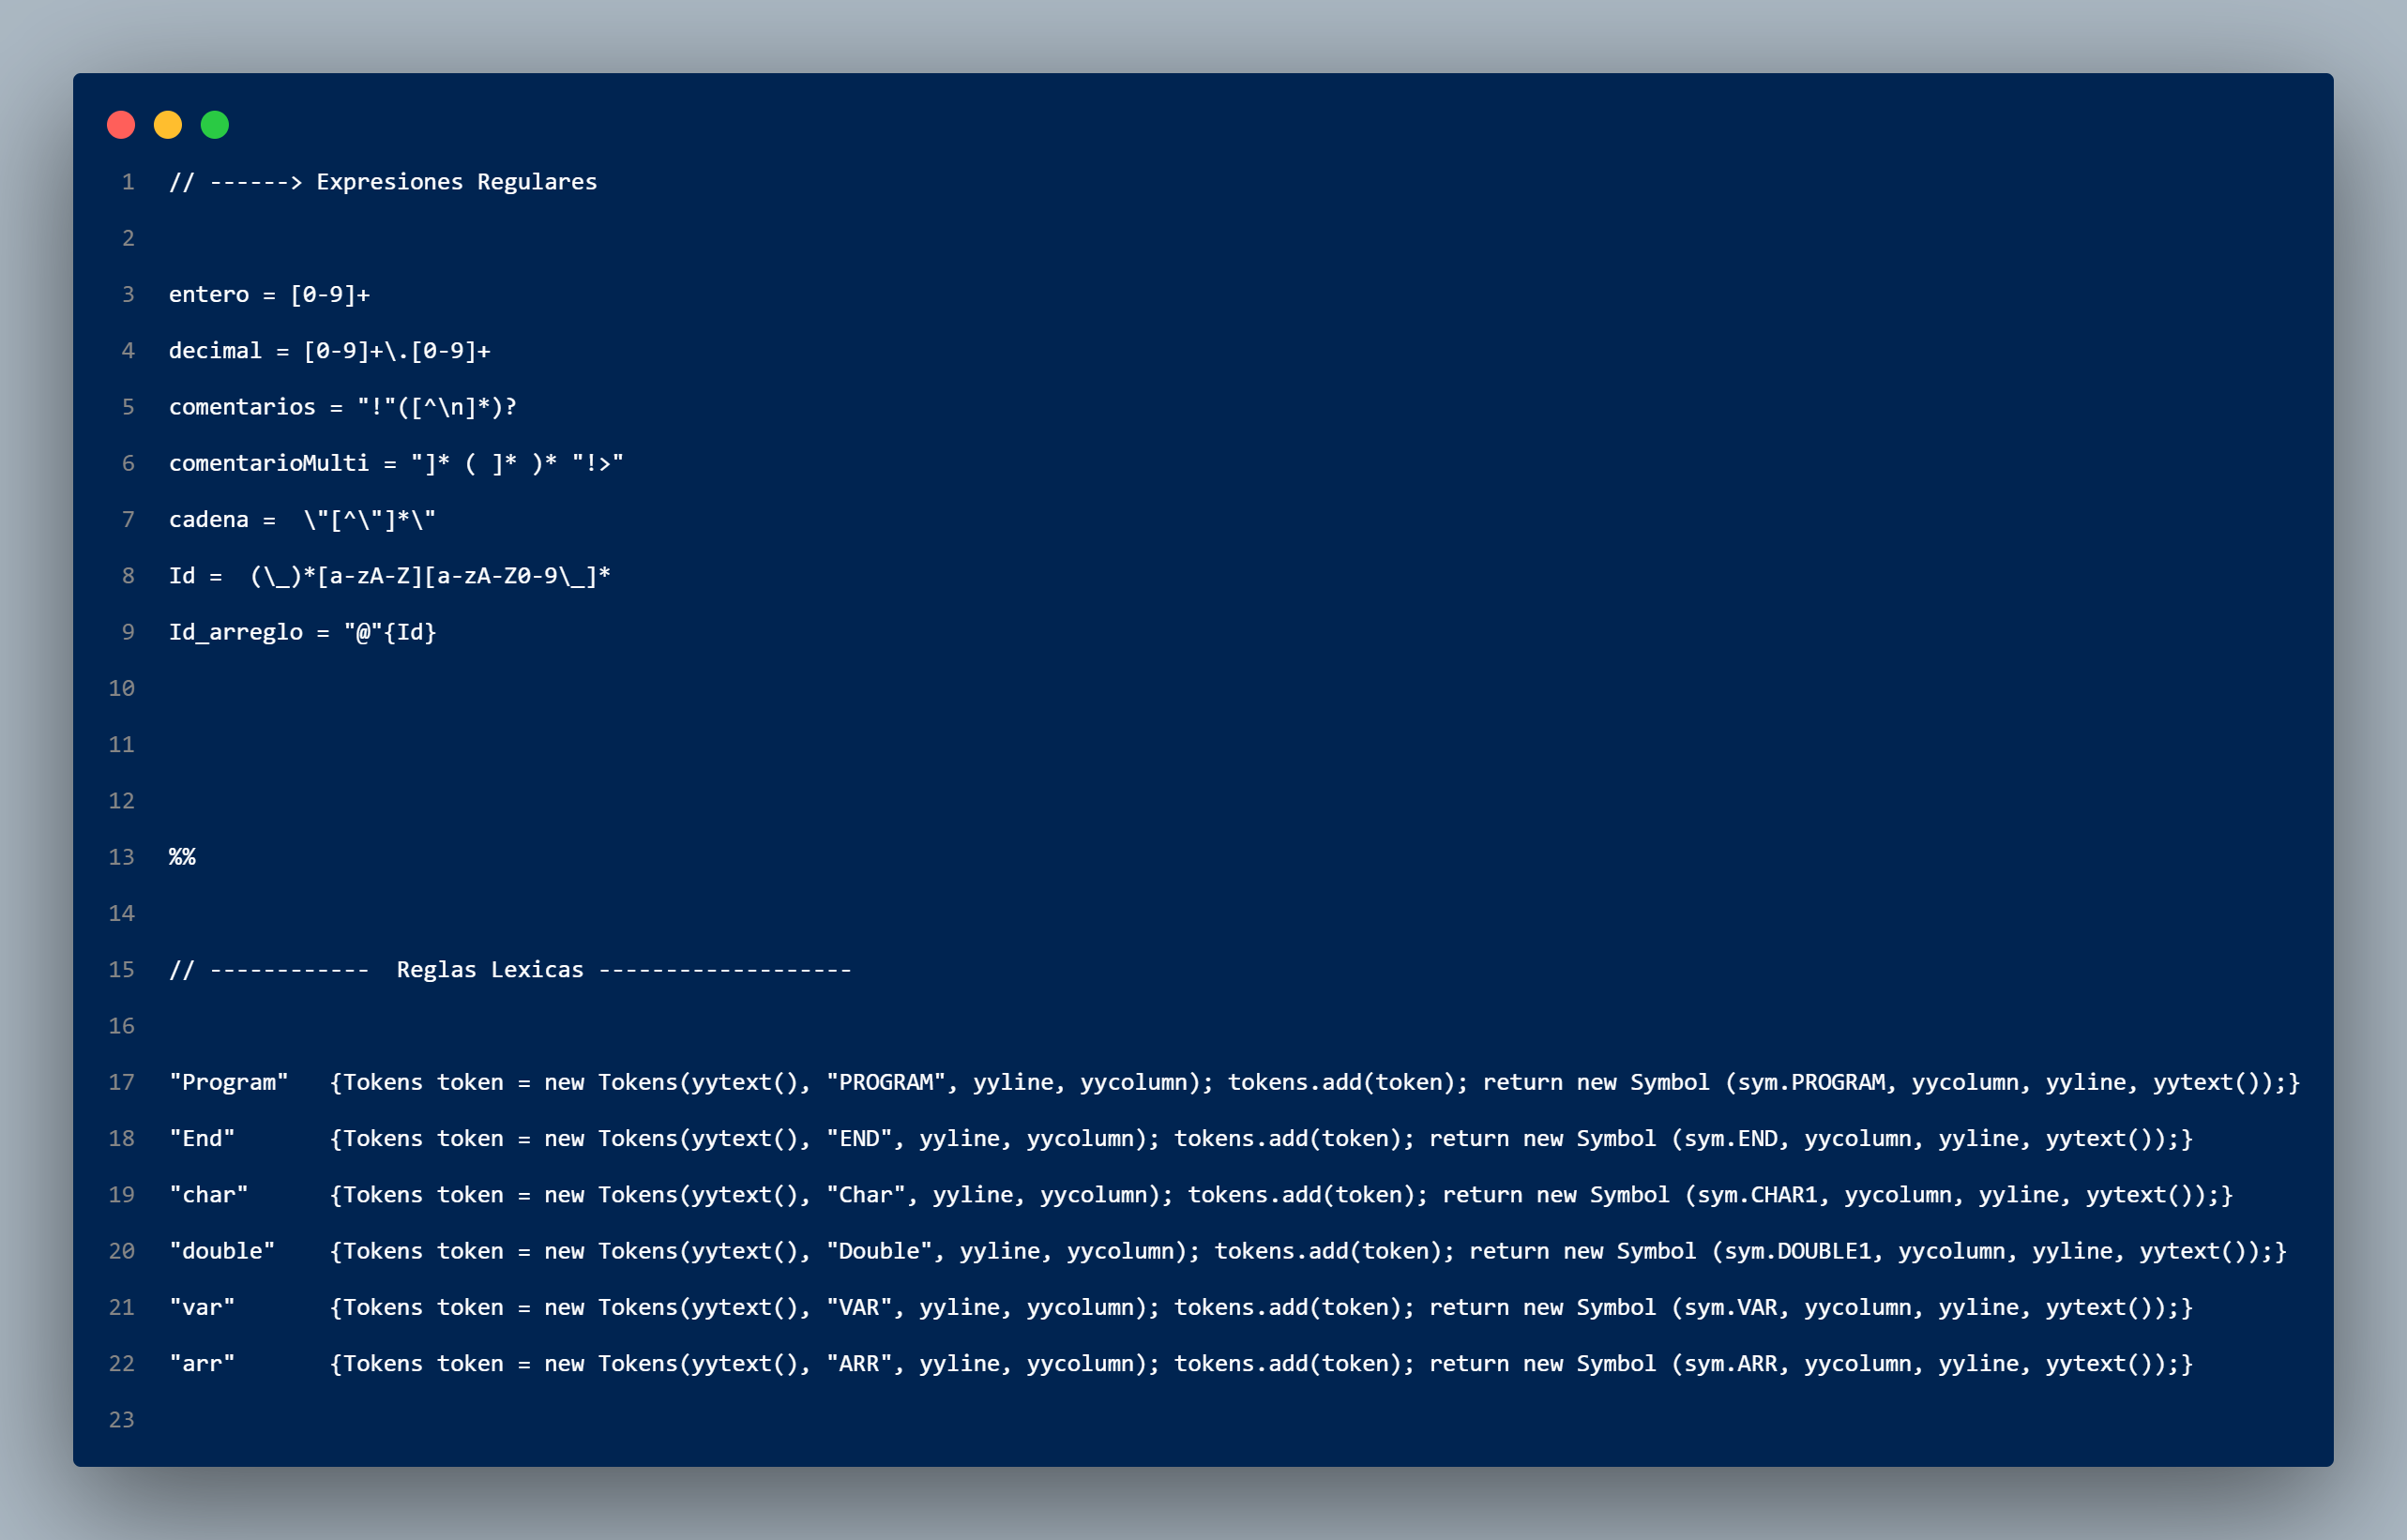 1 // ------> Expresiones Regulares
2
3 entero = [0-9]+
4 decimal = [0-9]+\.[0-9]+
5 comentarios = "!"([^\n]*)?
6 comentarioMulti = "]* ( ]* )* "!>"
7 cadena =  \"[^\"]*\"
8 Id =  (\_)*[a-zA-Z][a-zA-Z0-9\_]*
9 Id_arreglo = "@"{Id}
10
11
12
13 %%
14
15 // ------------  Reglas Lexicas -------------------
16
17 "Program"   {Tokens token = new Tokens(yytext(), "PROGRAM", yyline, yycolumn); tokens.add(token); return new Symbol (sym.PROGRAM, yycolumn, yyline, yytext());}
18 "End"       {Tokens token = new Tokens(yytext(), "END", yyline, yycolumn); tokens.add(token); return new Symbol (sym.END, yycolumn, yyline, yytext());}
19 "char"      {Tokens token = new Tokens(yytext(), "Char", yyline, yycolumn); tokens.add(token); return new Symbol (sym.CHAR1, yycolumn, yyline, yytext());}
20 "double"    {Tokens token = new Tokens(yytext(), "Double", yyline, yycolumn); tokens.add(token); return new Symbol (sym.DOUBLE1, yycolumn, yyline, yytext());}
21 "var"       {Tokens token = new Tokens(yytext(), "VAR", yyline, yycolumn); tokens.add(token); return new Symbol (sym.VAR, yycolumn, yyline, yytext());}
22 "arr"       {Tokens token = new Tokens(yytext(), "ARR", yyline, yycolumn); tokens.add(token); return new Symbol (sym.ARR, yycolumn, yyline, yytext());}
23